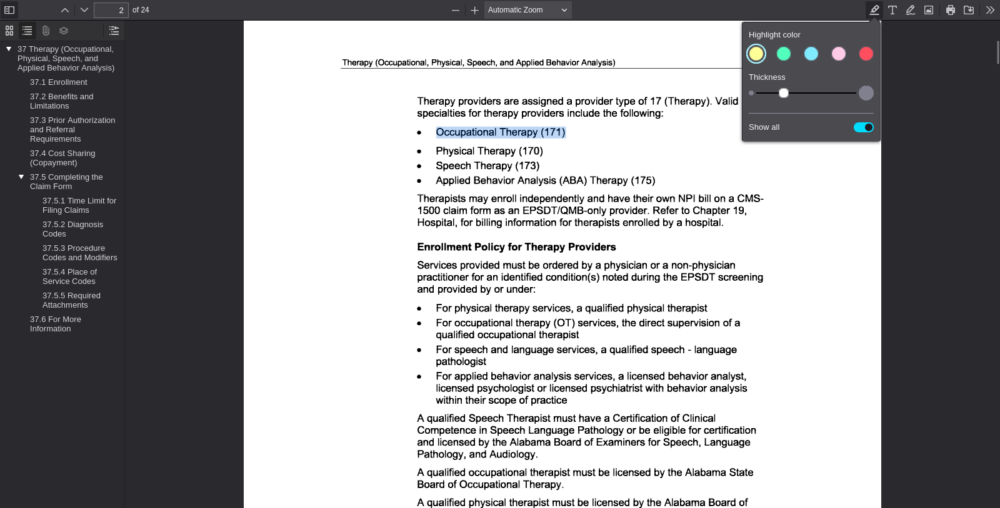 2
of 24
Automatic Zoom
37 Therapy (Occupational,
Physical, Speech, and
Applied Behavior Analysis)
37.1 Enrollment
37.2 Benefits and
Limitations
37.3 Prior Authorization
and Referral
Requirements
37.4 Cost Sharing
(Copayment)
37.5 Completing the
Claim Form
37.5.1 Time Limit for
Filing Claims
37.5.2 Diagnosis
Codes
37.5.3 Procedure
Codes and Modifiers
37.5.4 Place of
Service Codes
37.5.5 Required
Attachments
37.6 For More
Information
Therapy (Occupational, Physical, Speech, and Applied Behavior Analysis)
Therapy providers are assigned a provider type of 17 (Therapy). Valid
specialties for therapy providers include the following:
• Occupational Therapy (171)
• Physical Therapy (170)
• Speech Therapy (173)
• Applied Behavior Analysis (ABA) Therapy (175)
Therapists may enroll independently and have their own NPI bill on a CMS-
1500 claim form as an EPSDT/QMB-only provider. Refer to Chapter 19,
Hospital, for billing information for therapists enrolled by a hospital.
Enrollment Policy for Therapy Providers
Services provided must be ordered by a physician or a non-physician
practitioner for an identified condition(s) noted during the EPSDT screening
and provided by or under:
• For physical therapy services, a qualified physical therapist
• For occupational therapy (OT) services, the direct supervision of a
qualified occupational therapist
• For speech and language services, a qualified speech - language
pathologist
• For applied behavior analysis services, a licensed behavior analyst,
licensed psychologist or licensed psychiatrist with behavior analysis
within their scope of practice
A qualified Speech Therapist must have a Certification of Clinical
Competence in Speech Language Pathology or be eligible for certification
and licensed by the Alabama Board of Examiners for Speech, Language
Pathology, and Audiology.
A qualified occupational therapist must be licensed by the Alabama State
Board of Occupational Therapy.
A qualified physical therapist must be licensed by the Alabama Board of
Highlight color
Thickness
Show all